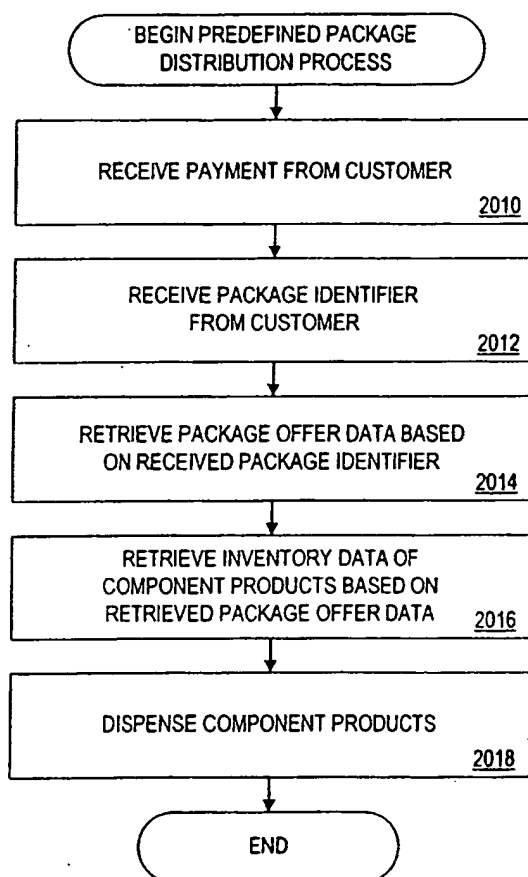 BEGIN PREDEFINED PACKAGE
DISTRIBUTION PROCESS
RECEIVE PAYMENT FROM CUSTOMER
2010
RECEIVE PACKAGE IDENTIFIER
FROM CUSTOMER
2012
RETRIEVE PACKAGE OFFER DATA BASED
ON RECEIVED PACKAGE IDENTIFIER
2014
RETRIEVE INVENTORY DATA OF
COMPONENT PRODUCTS BASED ON
RETRIEVED PACKAGE OFFER DATA
2016
DISPENSE COMPONENT PRODUCTS
2018
END